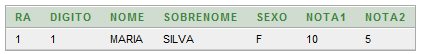 RA DIGITO NOME SOBRENOME SEXO NOTA1 NOTA2
1 1 MARIA SILVA F 10 5